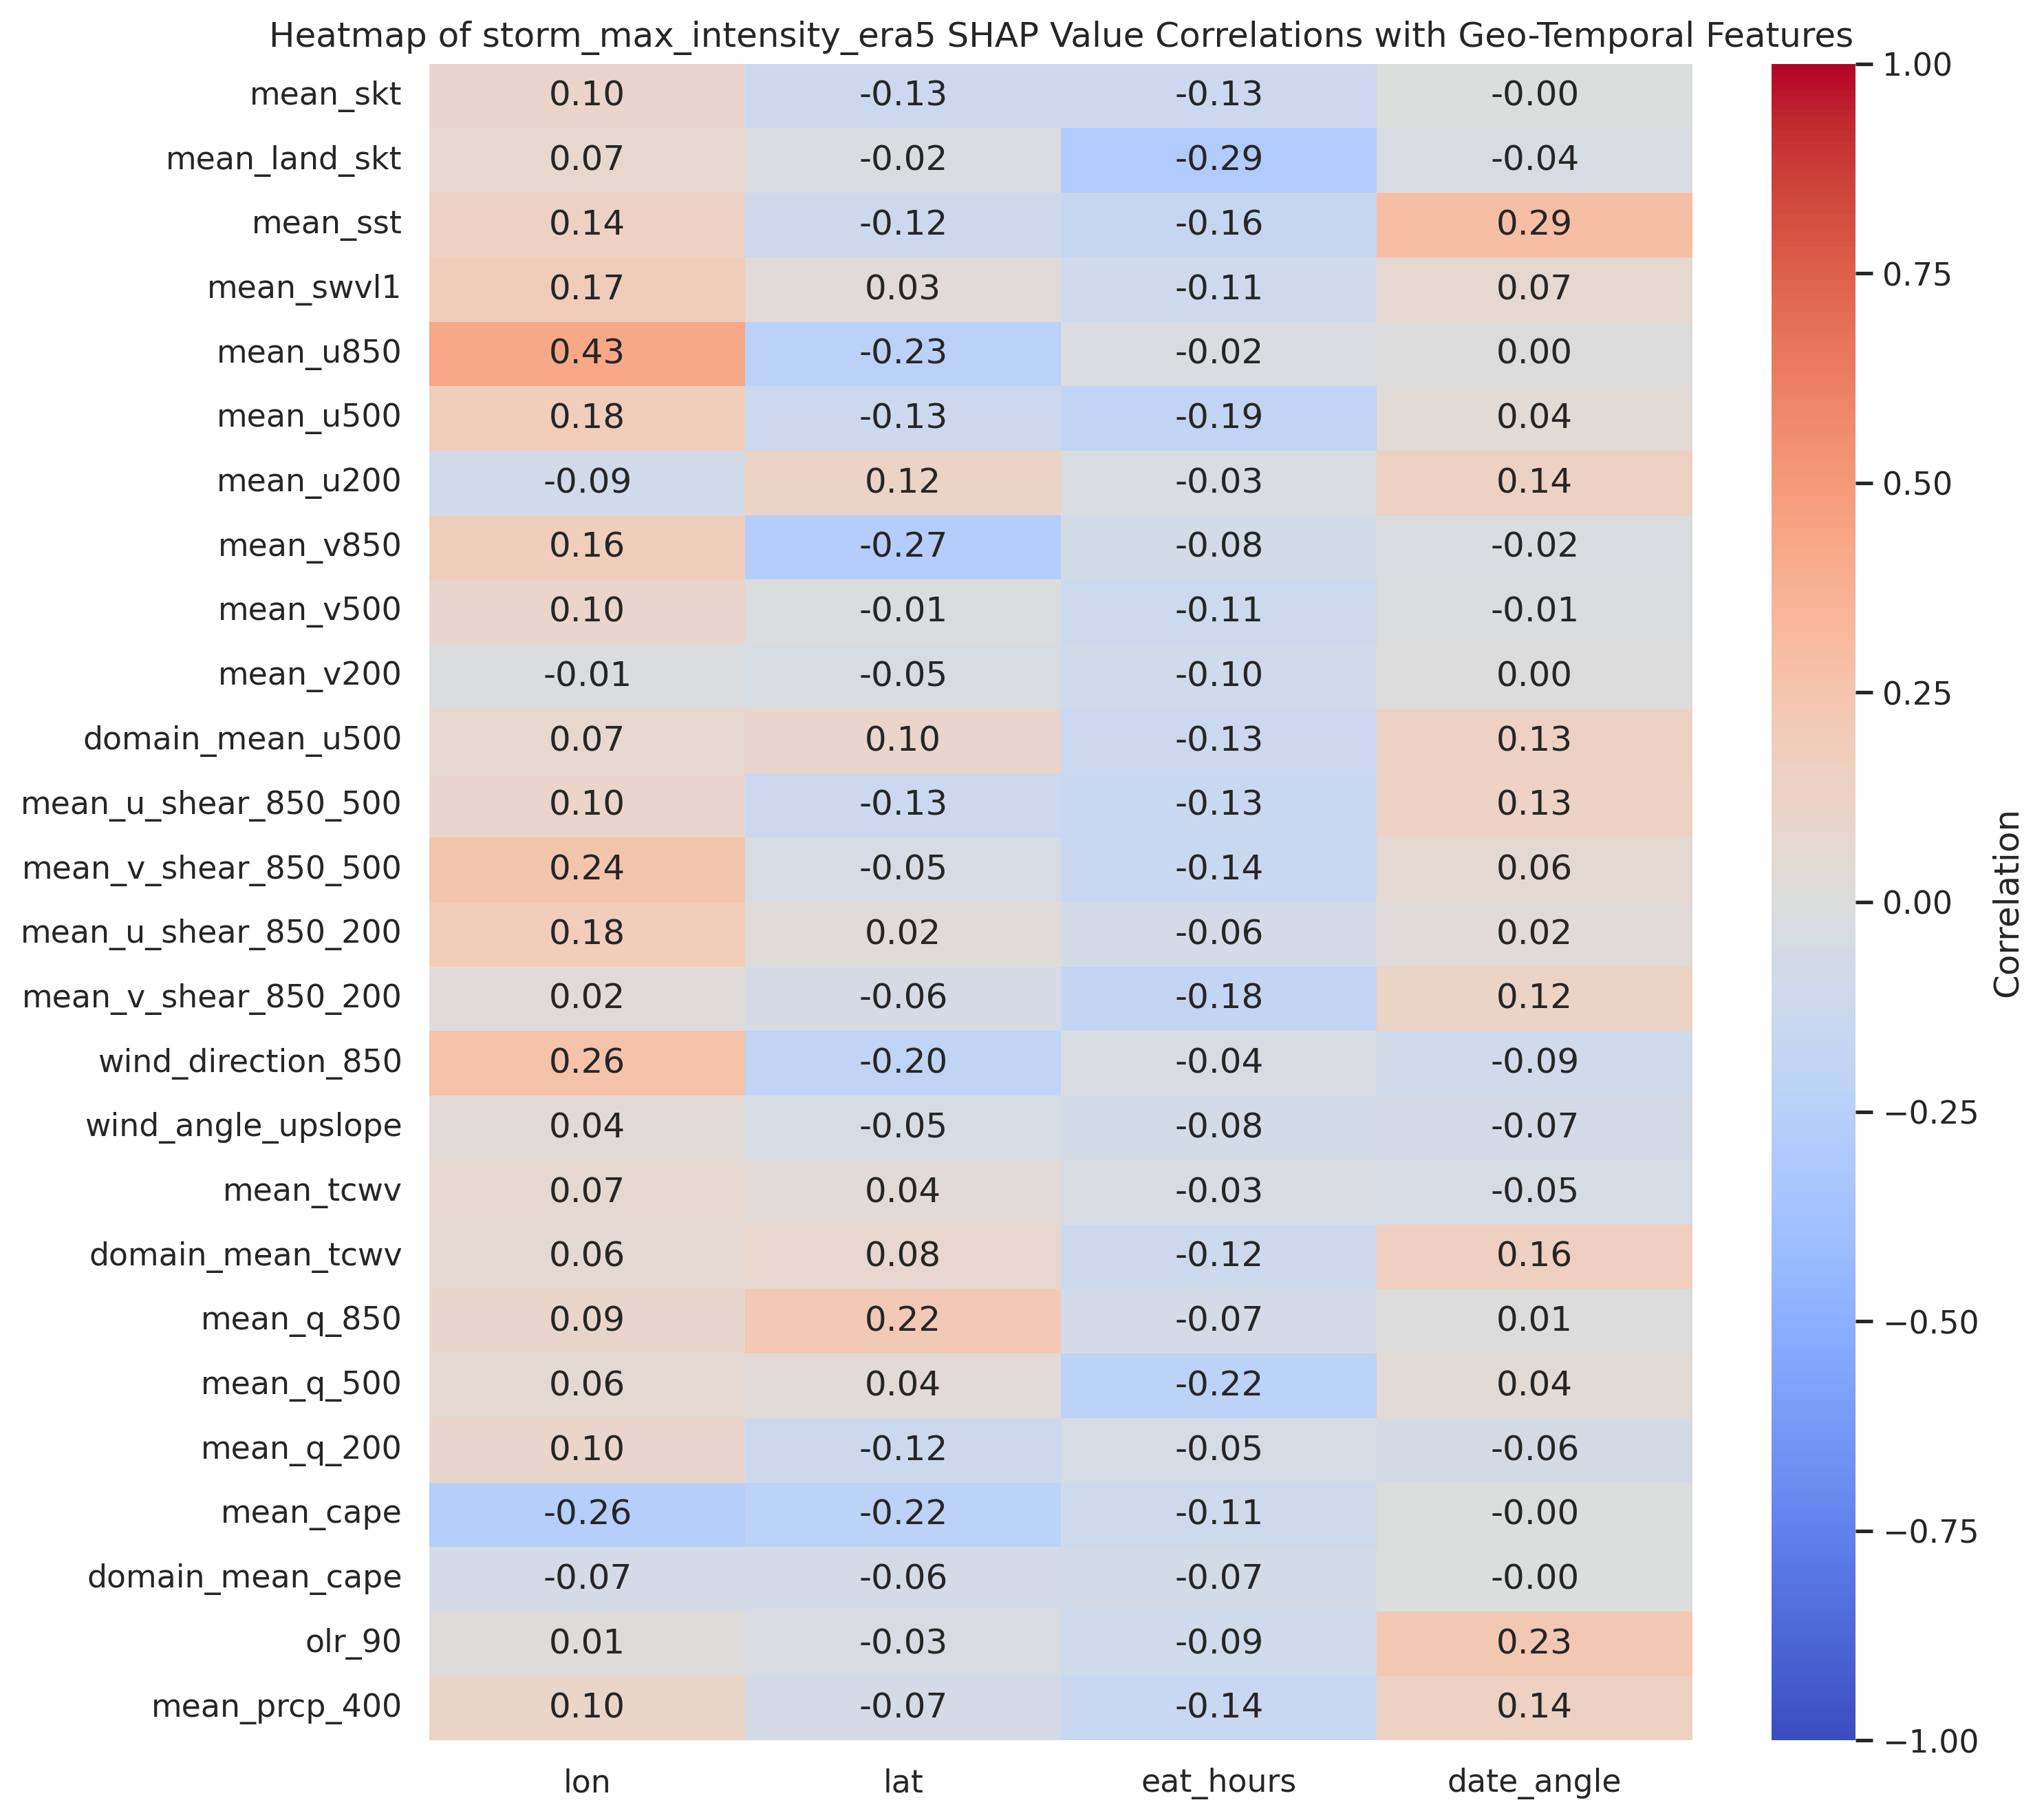 Heatmap of storm_max_intensity_era5 SHAP Value Correlations with Geo-Temporal Features
mean_skt 0.10 -0.13 -0.13 -0.00
mean_land_skt 0.07 -0.02 -0.29 -0.04
mean_sst 0.14 -0.12 -0.16 0.29
mean_swvl1 0.17 0.03 -0.11 0.07
mean_u850 0.43 -0.23 -0.02 0.00
mean_u500 0.18 -0.13 -0.19 0.04
mean_u200 -0.09 0.12 -0.03 0.14
mean_v850 0.16 -0.27 -0.08 -0.02
mean_v500 0.10 -0.01 -0.11 -0.01
mean_v200 -0.01 -0.05 -0.10 0.00
domain_mean_u500 0.07 0.10 -0.13 0.13
mean_u_shear_850_500 0.10 -0.13 -0.13 0.13
mean_v_shear_850_500 0.24 -0.05 -0.14 0.06
mean_u_shear_850_200 0.18 0.02 -0.06 0.02
mean_v_shear_850_200 0.02 -0.06 -0.18 0.12
wind_direction_850 0.26 -0.20 -0.04 -0.09
wind_angle_upslope 0.04 -0.05 -0.08 -0.07
mean_tcwv 0.07 0.04 -0.03 -0.05
domain_mean_tcwv 0.06 0.08 -0.12 0.16
mean_q_850 0.09 0.22 -0.07 0.01
mean_q_500 0.06 0.04 -0.22 0.04
mean_q_200 0.10 -0.12 -0.05 -0.06
mean_cape -0.26 -0.22 -0.11 -0.00
domain_mean_cape -0.07 -0.06 -0.07 -0.00
olr_90 0.01 -0.03 -0.09 0.23
mean_prcp_400 0.10 -0.07 -0.14 0.14
lon lat eat_hours date_angle
1.00
0.75
0.50
0.25
0.00
−0.25
−0.50
−0.75
−1.00
Correlation